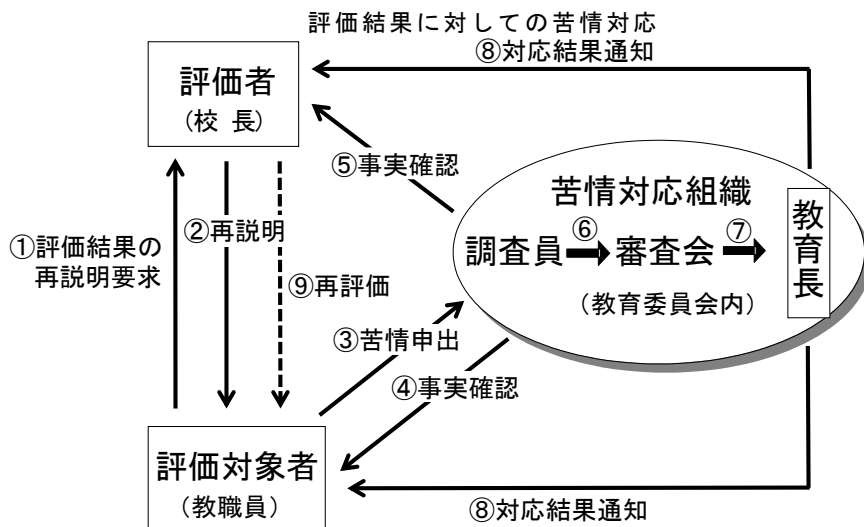 評価結果に対しての苦情対応
⑧対応結果通知
評価者
(校 長)
⑤事実確認
苦情対応組織
調査員
⑥
審査会
⑦
教育長
(教育委員会内)
①評価結果の
再説明要求
②再説明
⑨再評価
③苦情申出
④事実確認
評価対象者
(教職員)
⑧対応結果通知